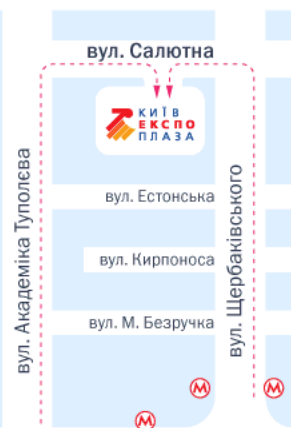 вул. Салютна
КИЇВ
ЕКСПО
ПЛАЗА
вул. Академіка Туполєва
вул. Естонська
вул. Щербаківського
вул. Кирпоноса
вул. М. Безручка
М
М
М